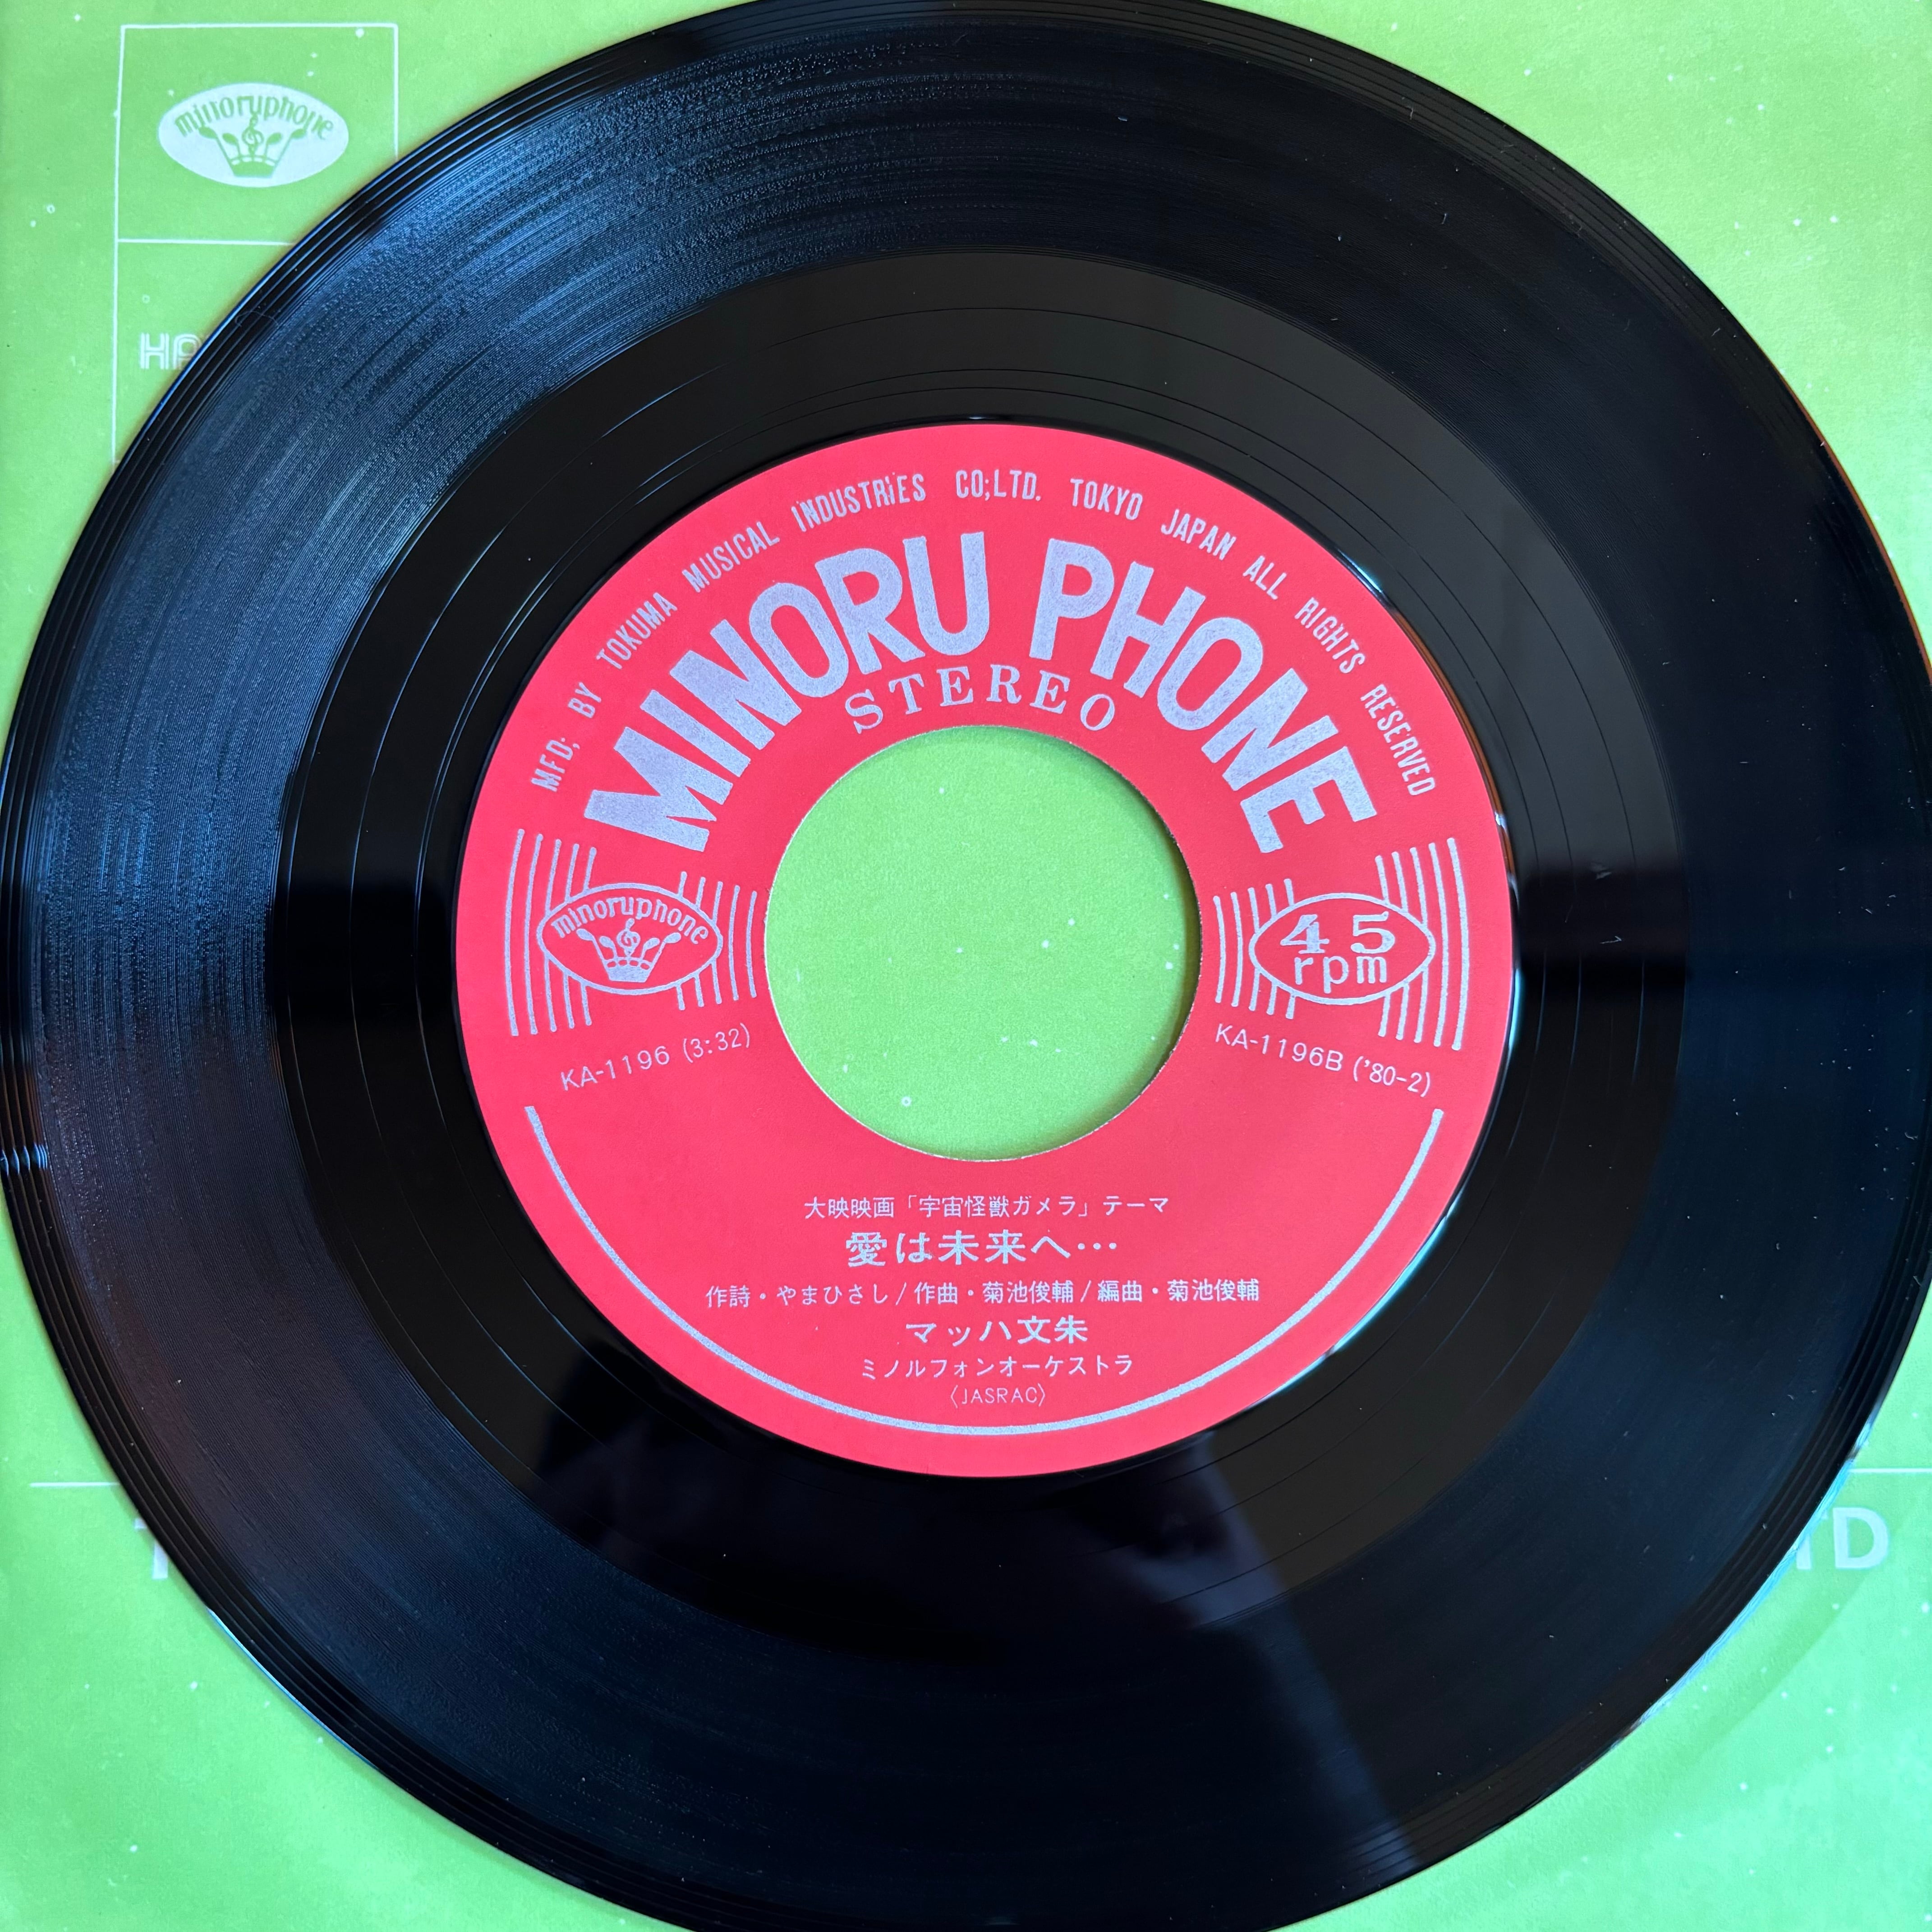 minoruphone
MFD; BY TOKUMA MUSICAL INDUSTRIES CO;LTD. TOKYO JAPAN ALL RIGHTS RESERVED
MINORU PHONE
STEREO
minoruphone
45
rpm
KA-1196 (3:32)
KA-1196B ('80-2)
大映映画「宇宙怪獣ガメラ」テーマ
愛は未来へ…
作詩・やまひさし/作曲・菊池俊輔/編曲・菊池俊輔
マッハ文朱
ミノルフォンオーケストラ
〈JASRAC〉